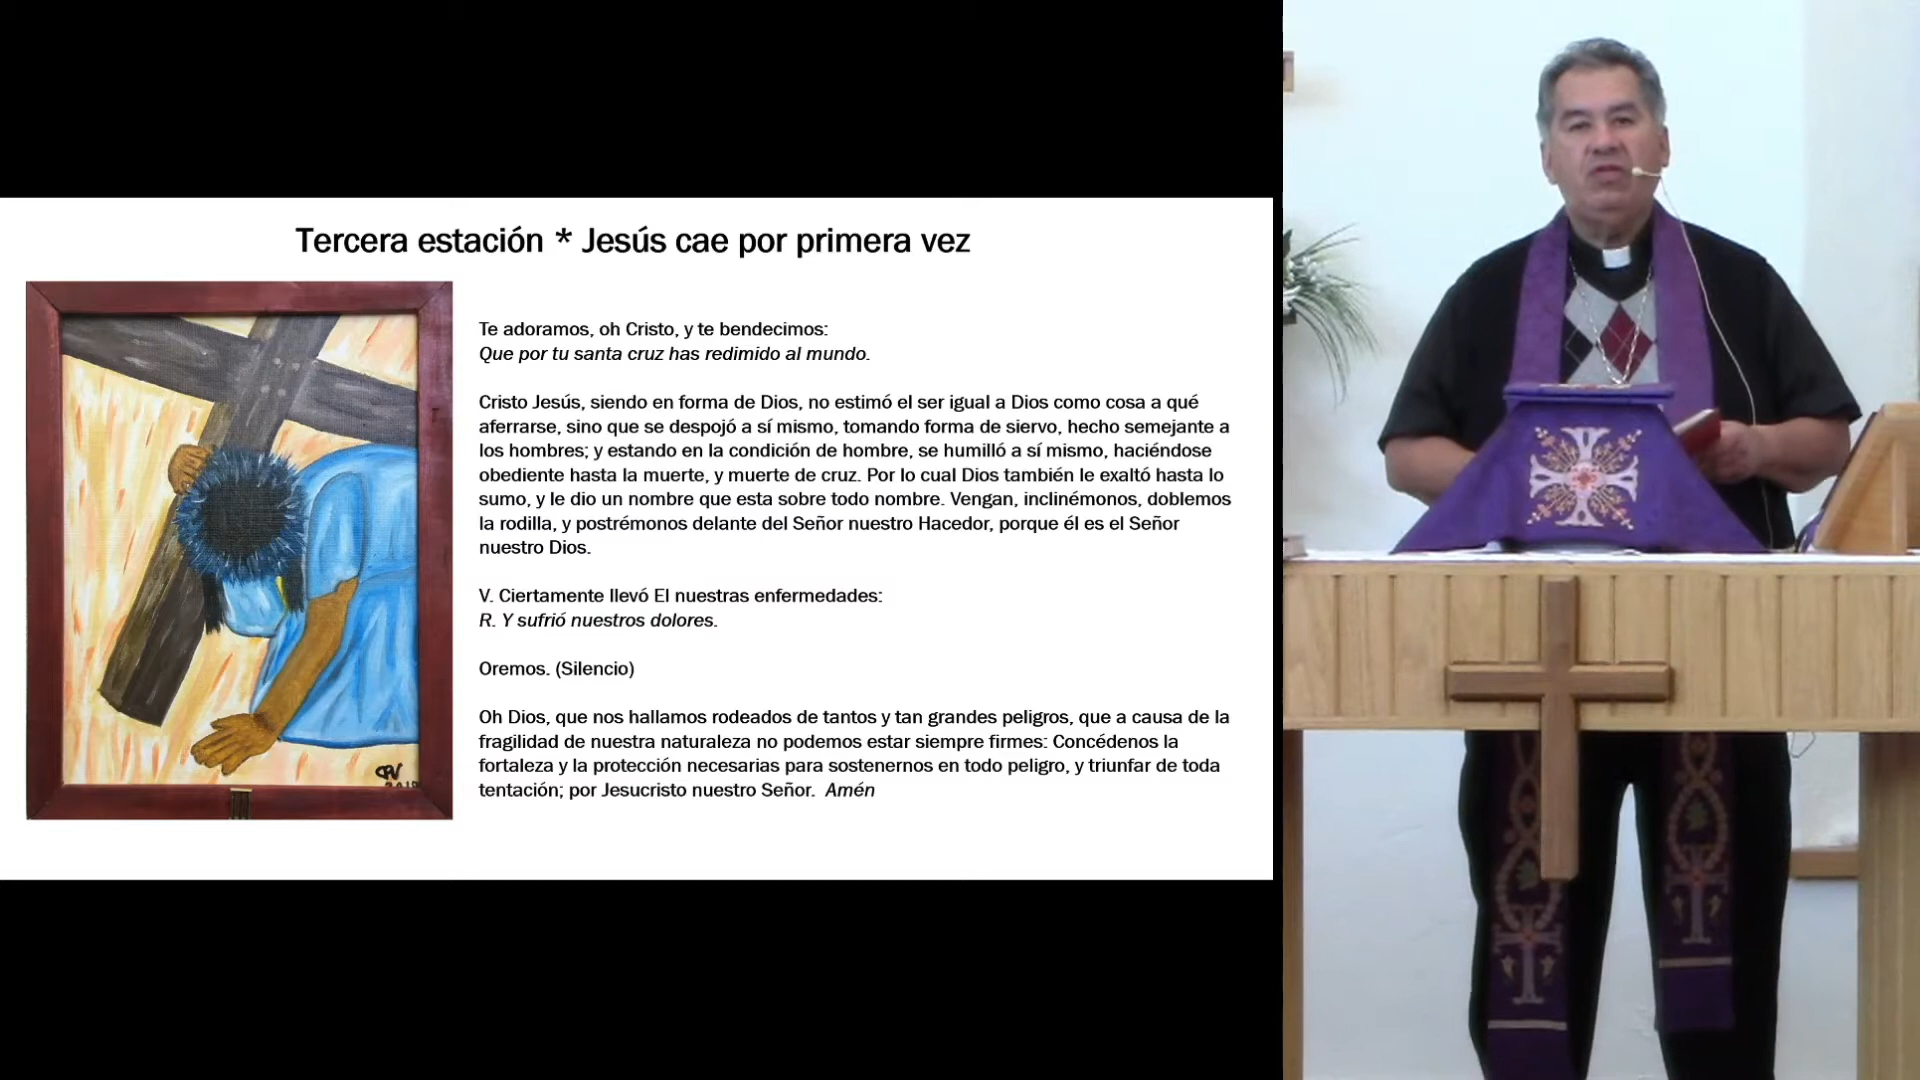 Tercera estación * Jesús cae por primera vez
Te adoramos, oh Cristo, y te bendecimos:
Que por tu santa cruz has redimido al mundo.
Cristo Jesús, siendo en forma de Dios, no estimó el ser igual a Dios como cosa a qué
aferrarse, sino que se despojó a sí mismo, tomando forma de siervo, hecho semejante a
los hombres; y estando en la condición de hombre, se humilló a sí mismo, haciéndose
obediente hasta la muerte, y muerte de cruz. Por lo cual Dios también le exaltó hasta lo
sumo, y le dio un nombre que esta sobre todo nombre. Vengan, inclinémonos, doblemos
la rodilla, y postrémonos delante del Señor nuestro Hacedor, porque él es el Señor
nuestro Dios.
V. Ciertamente llevó El nuestras enfermedades:
R. Y sufrió nuestros dolores.
Oremos. (Silencio)
Oh Dios, que nos hallamos rodeados de tantos y tan grandes peligros, que a causa de la
fragilidad de nuestra naturaleza no podemos estar siempre firmes: Concédenos la
fortaleza y la protección necesarias para sostenernos en todo peligro, y triunfar de toda
tentación; por Jesucristo nuestro Señor. Amén